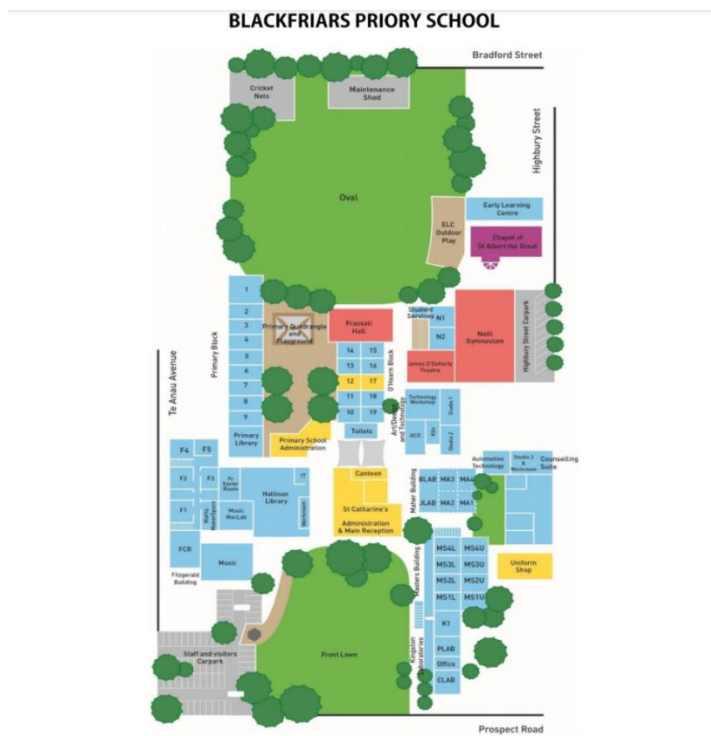 BLACKFRIARS PRIORY SCHOOL
Bradford Street
Cricket
Nets
Maintenance
Shed
Highbury Street
Oval
Early Learning
Centre
ELC
Outdoor
Play
Chapel of
St Albert the Great
1
2
3
4
5
6
7
8
9
Primary Block
Primary Library
Primary Quadrangle
and
Playground
Frassati
Hall
Student
Services
N1
N2
Neill
Gymnasium
Highbury Street Carpark
James O'Doherty
Theatre
14
15
13
16
12
17
11
18
10
19
O'Hearn Block
Toilets
Te Anau Avenue
Art/Design
and Technology
Technology
Workshop
Studio 1
ACD
Kiln
Studio 2
Primary School
Administration
F4
F5
F2
F3
F1
FCR
Fitzgerald
Building
Music
MacLab
Hallinan
Library
IT
Workroom
Music
Canteen
St Catharine's
Administration
& Main Reception
Maher Building
BLAB
MA3
MA4
JLAB
MA2
MA1
Automotive
Technology
Studio 3
&
Workroom
Counselling
Suite
Uniform
Shop
Masters Building
MS4L
MS4U
MS3L
MS3U
MS2L
MS2U
MS1L
MS1U
K1
PLAB
Office
CLAB
Kingston
Laboratories
Staff and visitors
Carpark
Front Lawn
Prospect Road